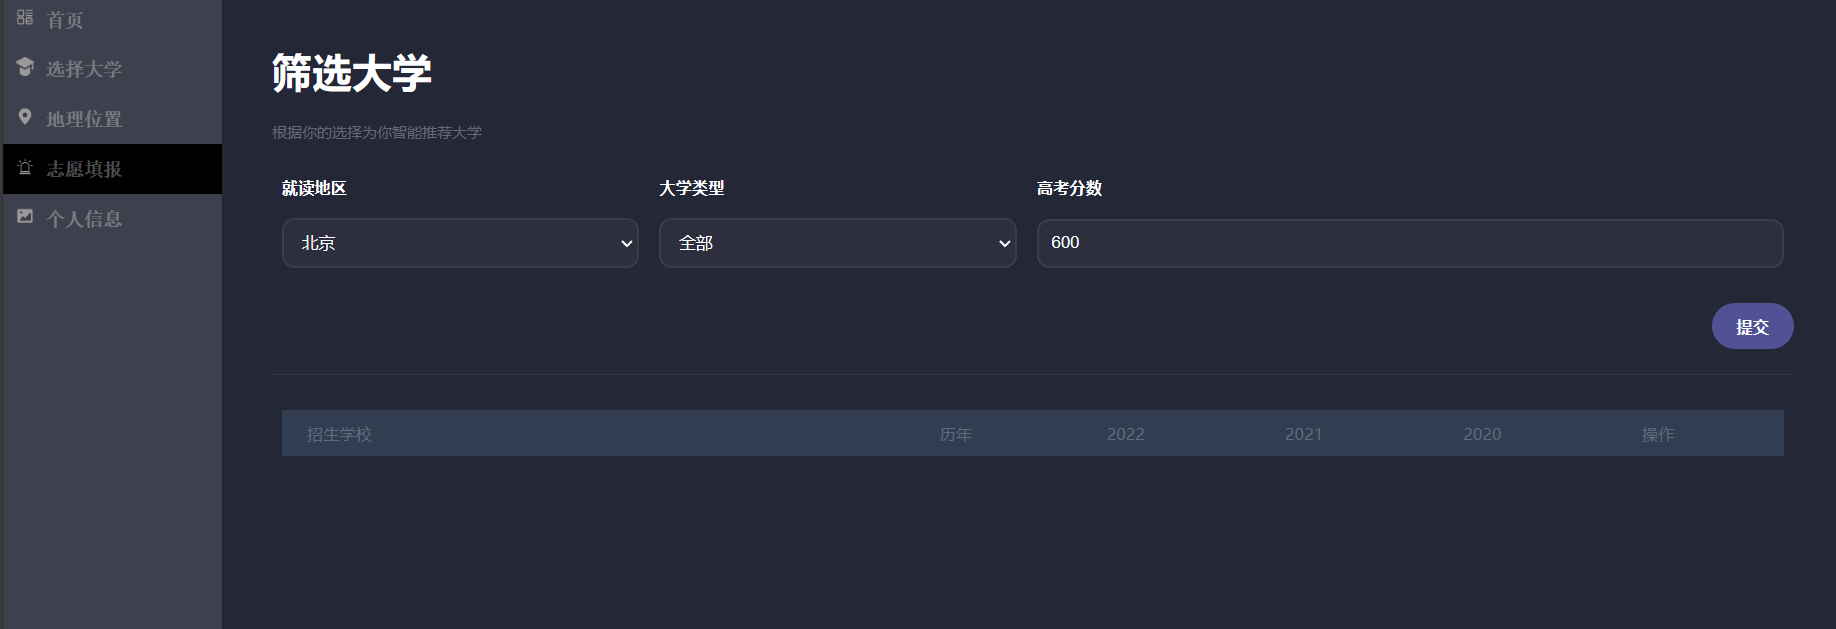 首页
选择大学
地理位置
志愿填报
个人信息
筛选大学
根据你的选择为你智能推荐大学
就读地区 大学类型 高考分数
北京 全部 600
提交
招生学校 历年 2022 2021 2020 操作